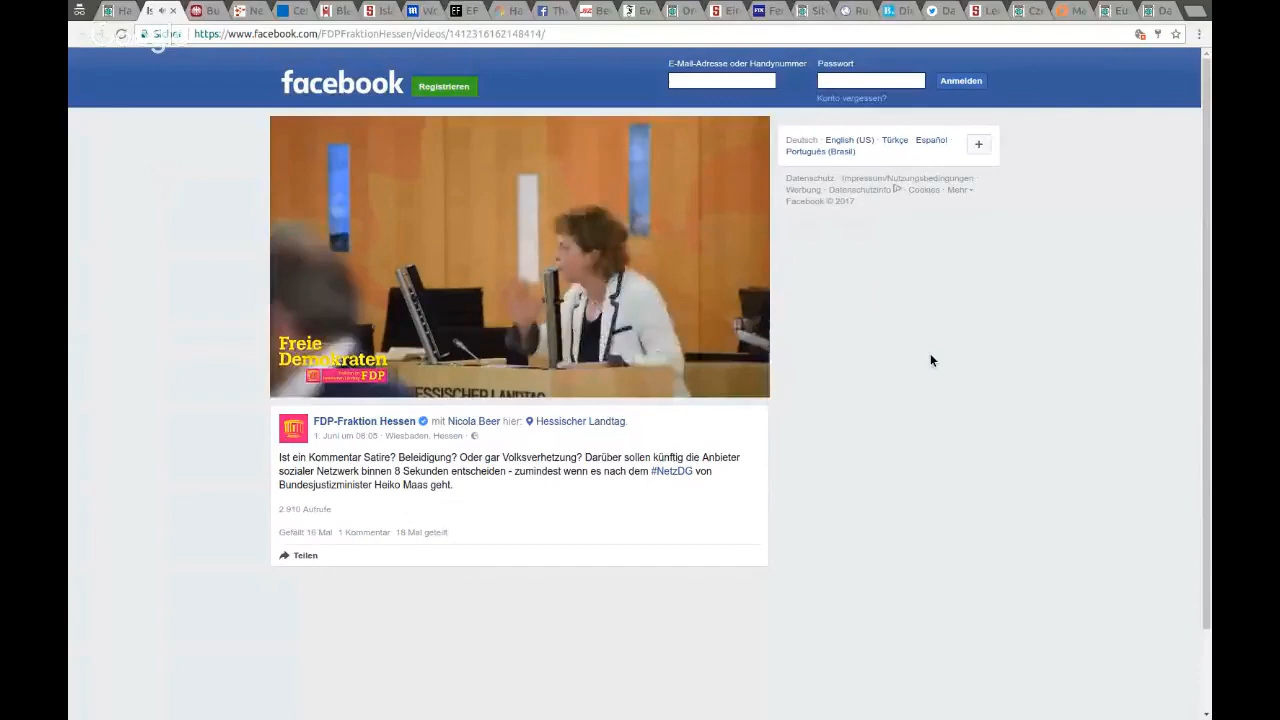 https://www.facebook.com/FDPFraktionHessen/videos/1412316162148414/
facebook
Registrieren
E-Mail-Adresse oder Handynummer
Passwort
Anmelden
Konto vergessen?
Deutsch · English (US) · Türkçe · Español ·
Português (Brasil)
+
Datenschutz · Impressum/Nutzungsbedingungen ·
Werbung · Datenschutzinfo · Cookies · Mehr
Facebook © 2017
Freie
Demokraten
FDP
HESSISCHER LANDTAG
FDP-Fraktion Hessen mit Nicola Beer hier: Hessischer Landtag.
1. Juni um 08:05 · Wiesbaden, Hessen ·
Ist ein Kommentar Satire? Beleidigung? Oder gar Volksverhetzung? Darüber sollen künftig die Anbieter
sozialer Netzwerk binnen 8 Sekunden entscheiden - zumindest wenn es nach dem #NetzDG von
Bundesjustizminister Heiko Maas geht.
2.910 Aufrufe
Gefällt 16 Mal 1 Kommentar 18 Mal geteilt
Teilen